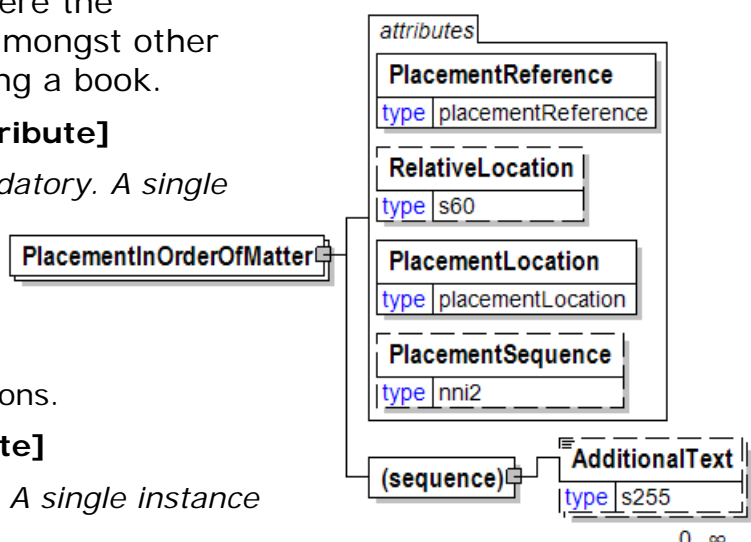 ere the
mongst other
ng a book.
ribute]
datory. A single
ons.
te]
A single instance
PlacementInOrderOfMatter
attributes
PlacementReference
type placementReference
RelativeLocation
type s60
PlacementLocation
type placementLocation
PlacementSequence
type nni2
(sequence)
AdditionalText
type s255
0..∞